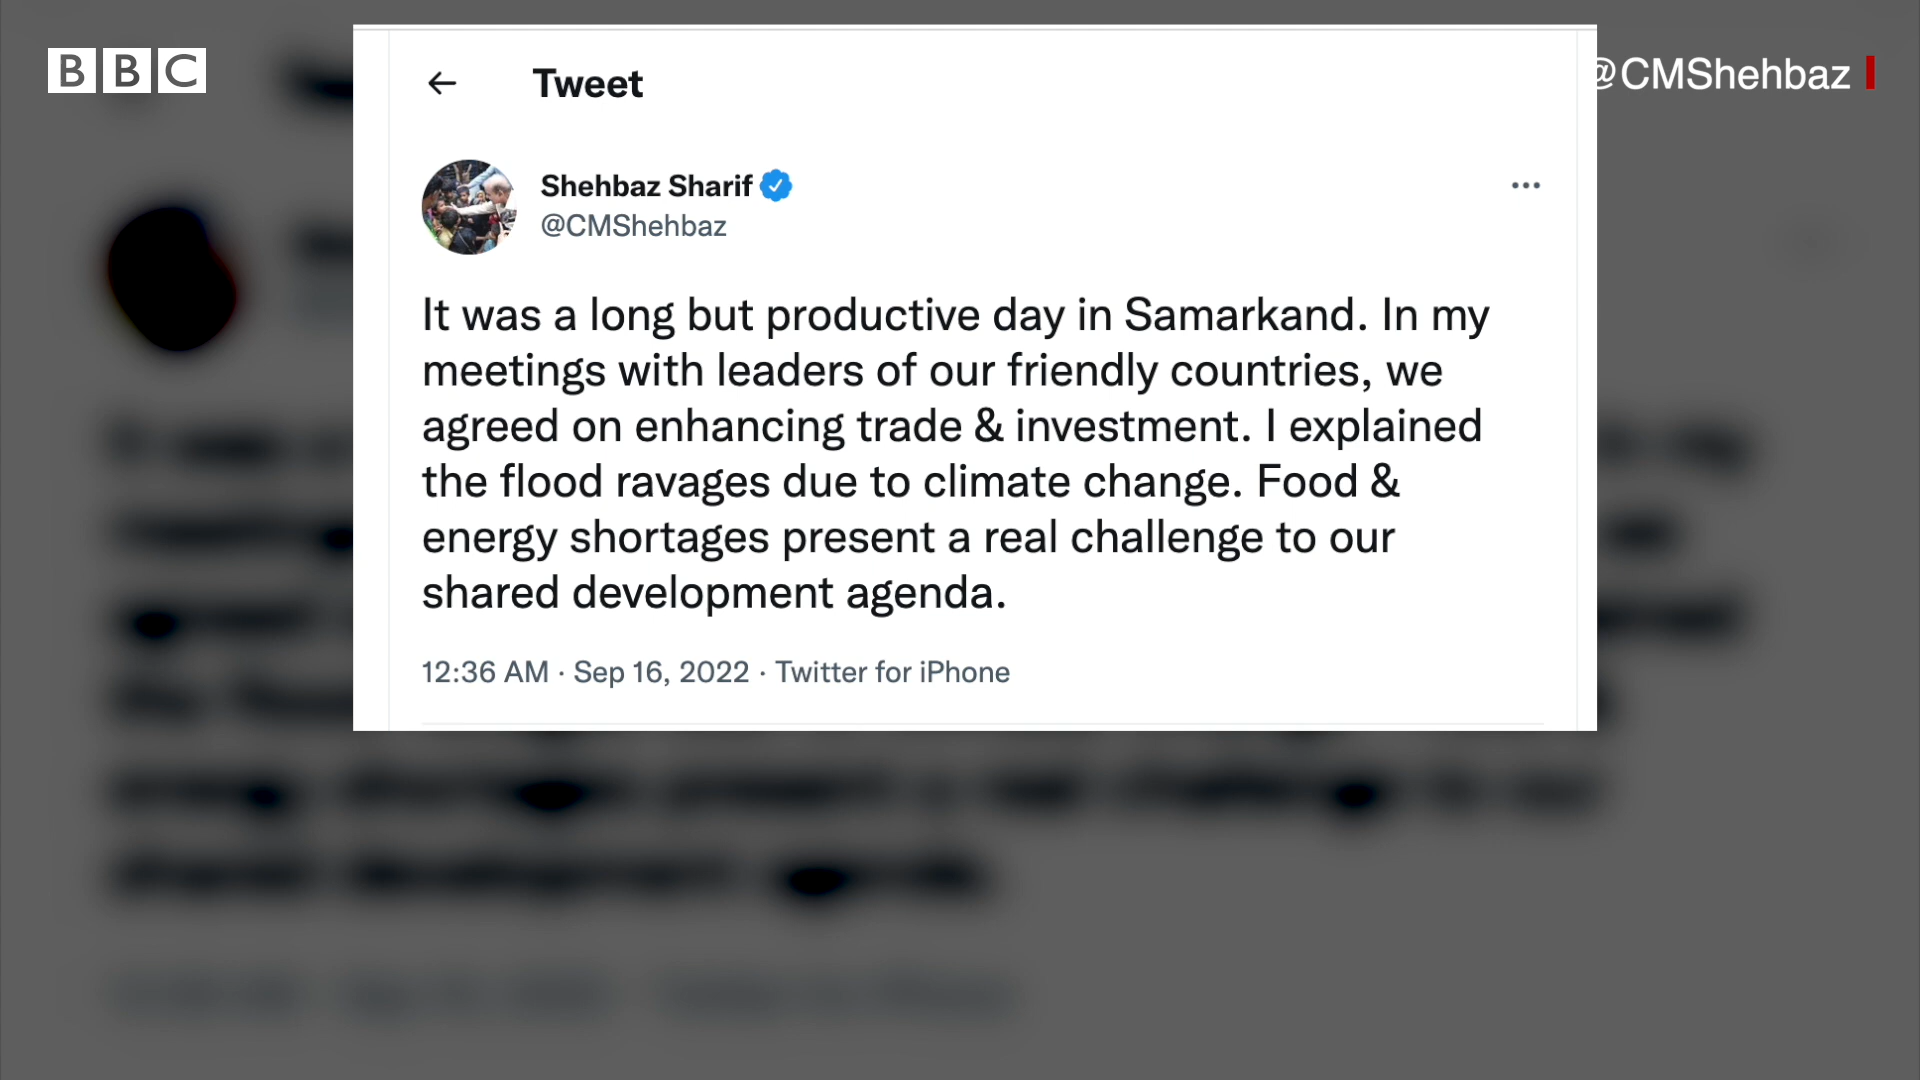 BBC
@CMShehbaz
Tweet
Shehbaz Sharif
@CMShehbaz
It was a long but productive day in Samarkand. In my
meetings with leaders of our friendly countries, we
agreed on enhancing trade & investment. I explained
the flood ravages due to climate change. Food &
energy shortages present a real challenge to our
shared development agenda.
12:36 AM · Sep 16, 2022 · Twitter for iPhone